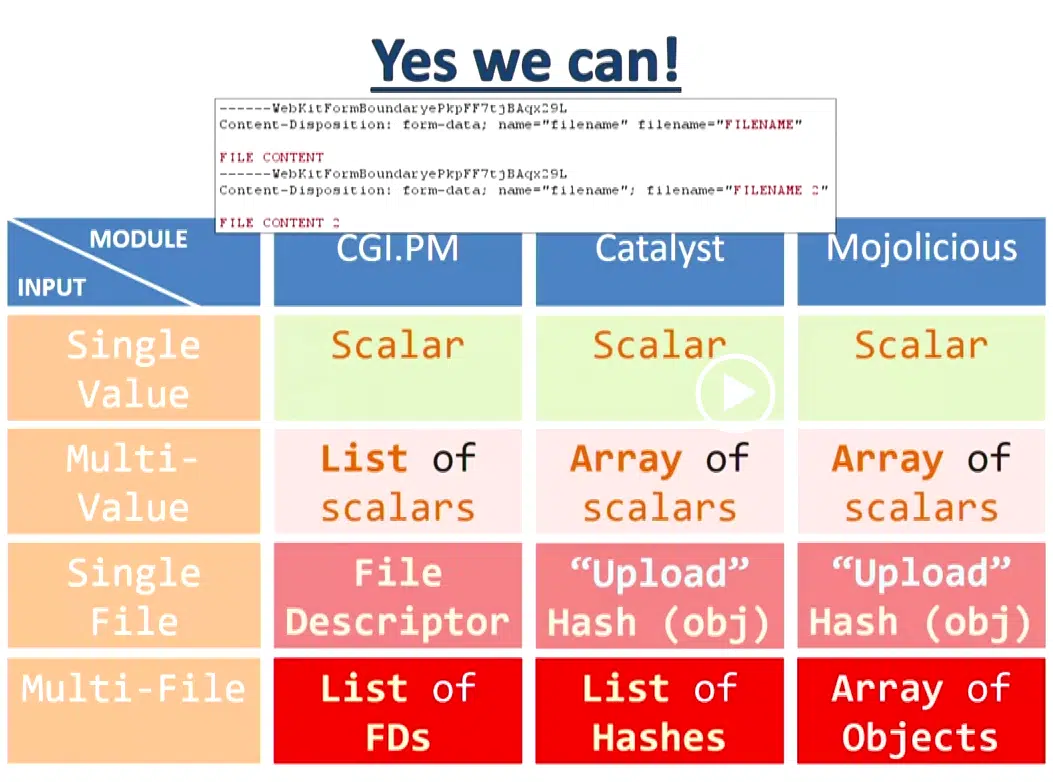 Yes we can!
------WebKitFormBoundaryePkpFF7tjBAqx29L
Content-Disposition: form-data; name="filename" filename="FILENAME"
FILE CONTENT
------WebKitFormBoundaryePkpFF7tjBAqx29L
Content-Disposition: form-data; name="filename"; filename="FILENAME 2"
FILE CONTENT 2
MODULE
INPUT
CGI.PM
Catalyst
Mojolicious
Single
Value
Scalar
Scalar
Scalar
Multi-
Value
List of
scalars
Array of
scalars
Array of
scalars
Single
File
File
Descriptor
“Upload”
Hash (obj)
“Upload”
Hash (obj)
Multi-File
List of
FDs
List of
Hashes
Array of
Objects